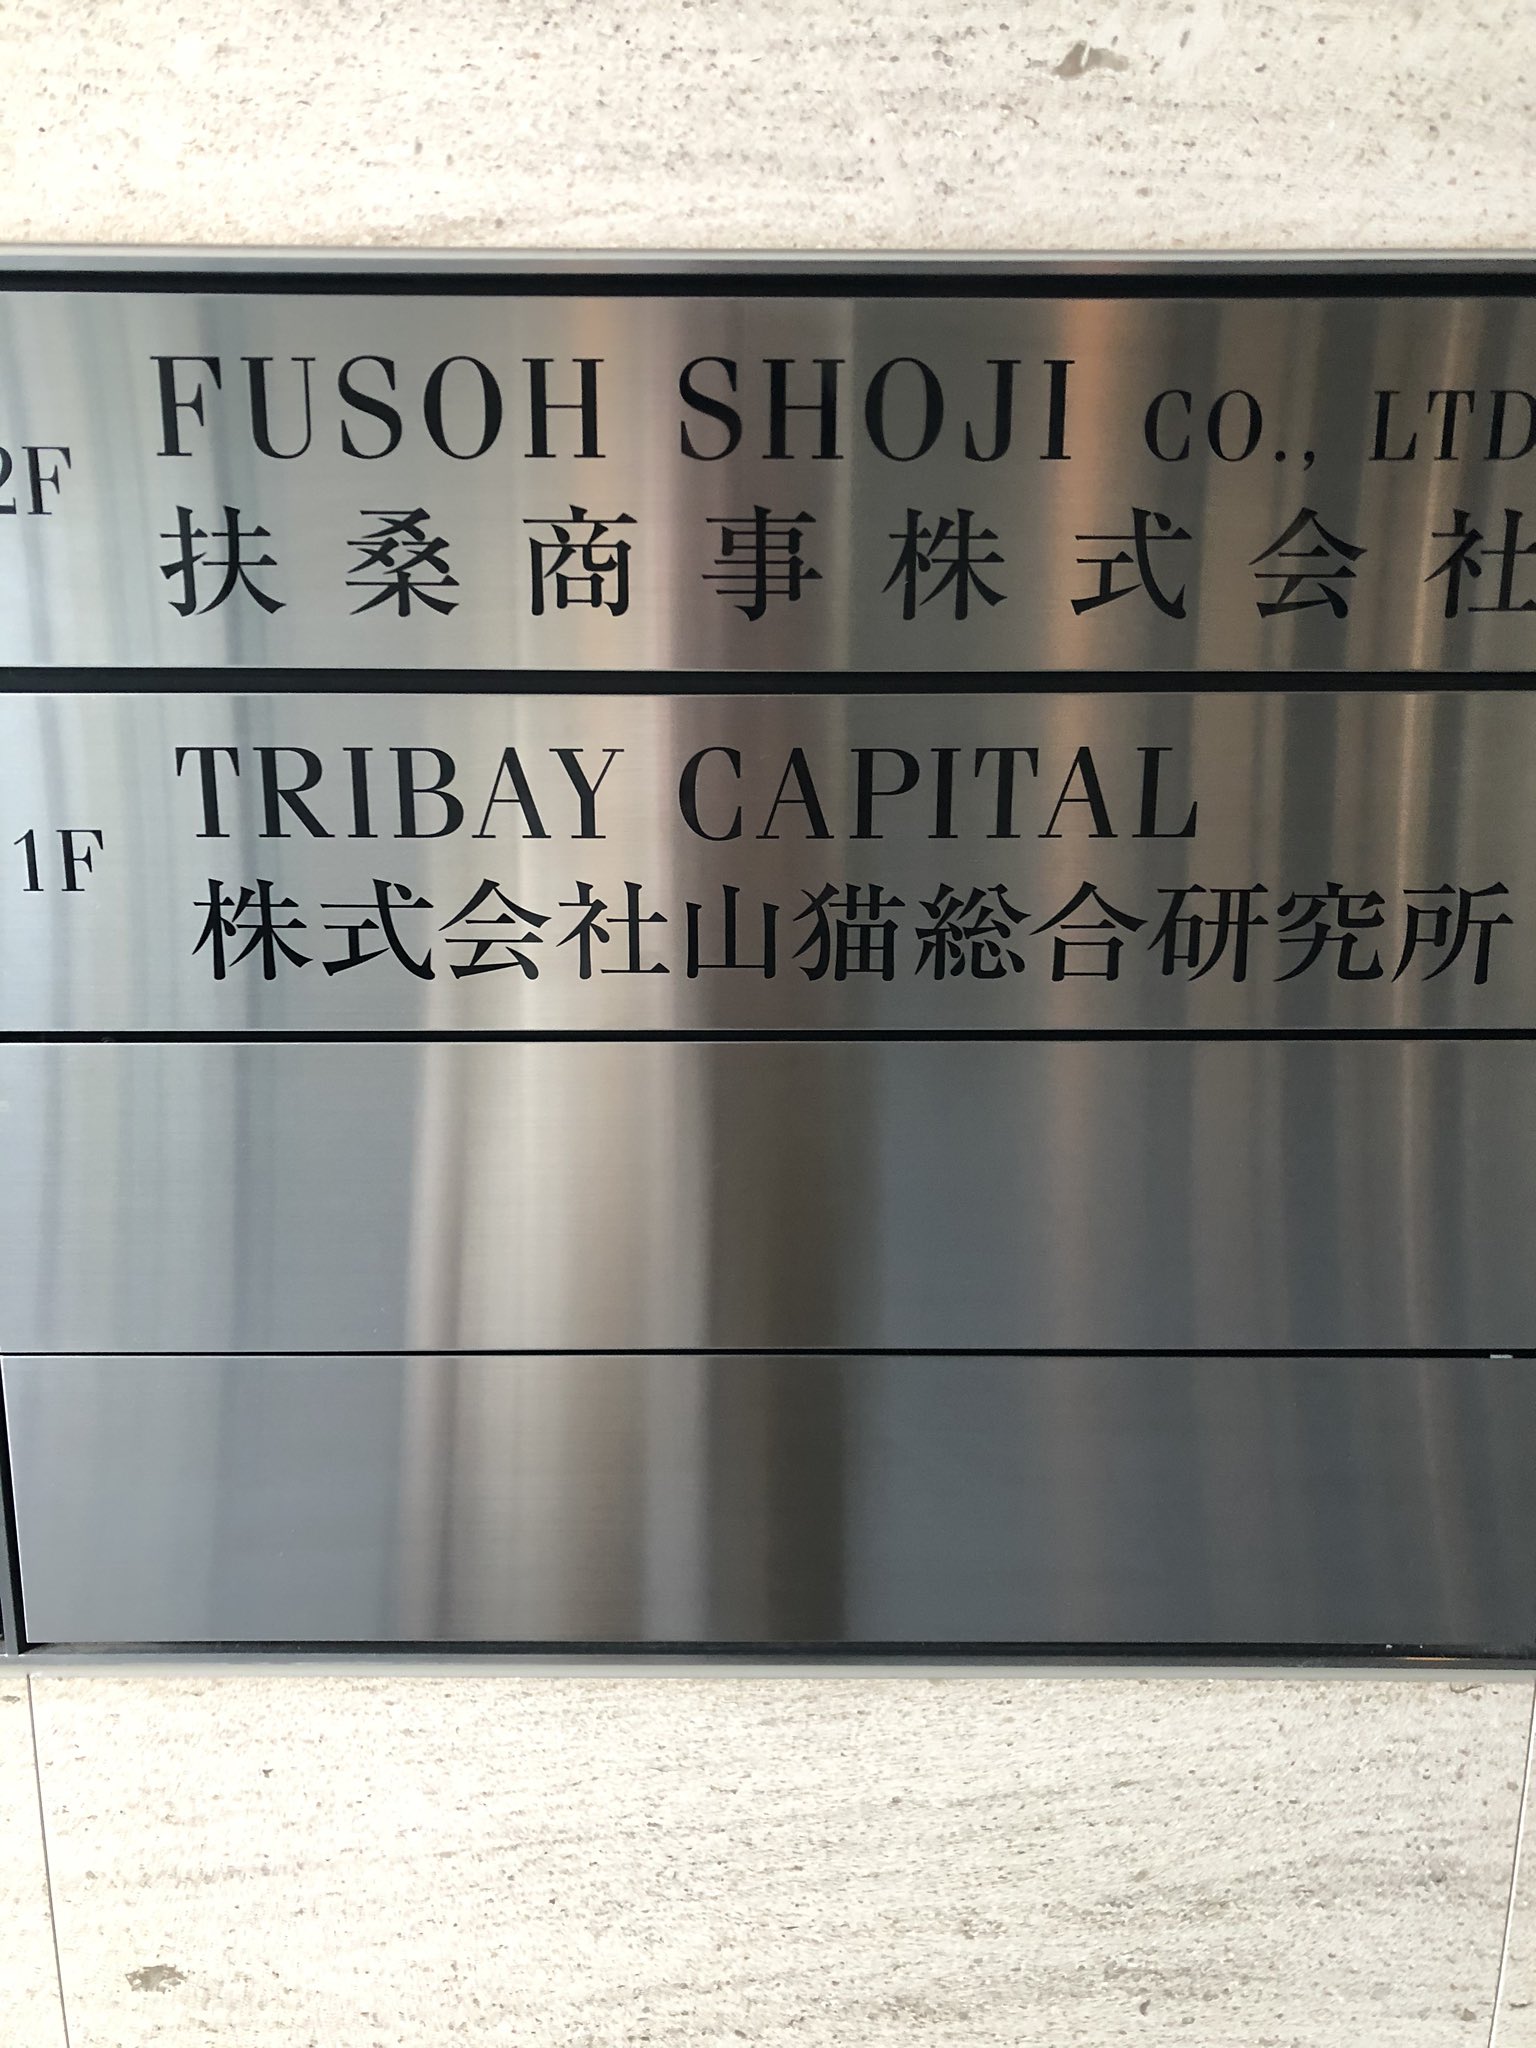 2F
FUSOH SHOJI CO., LTD
扶桑商事株式会社
1F
TRIBAY CAPITAL
株式会社山猫総合研究所